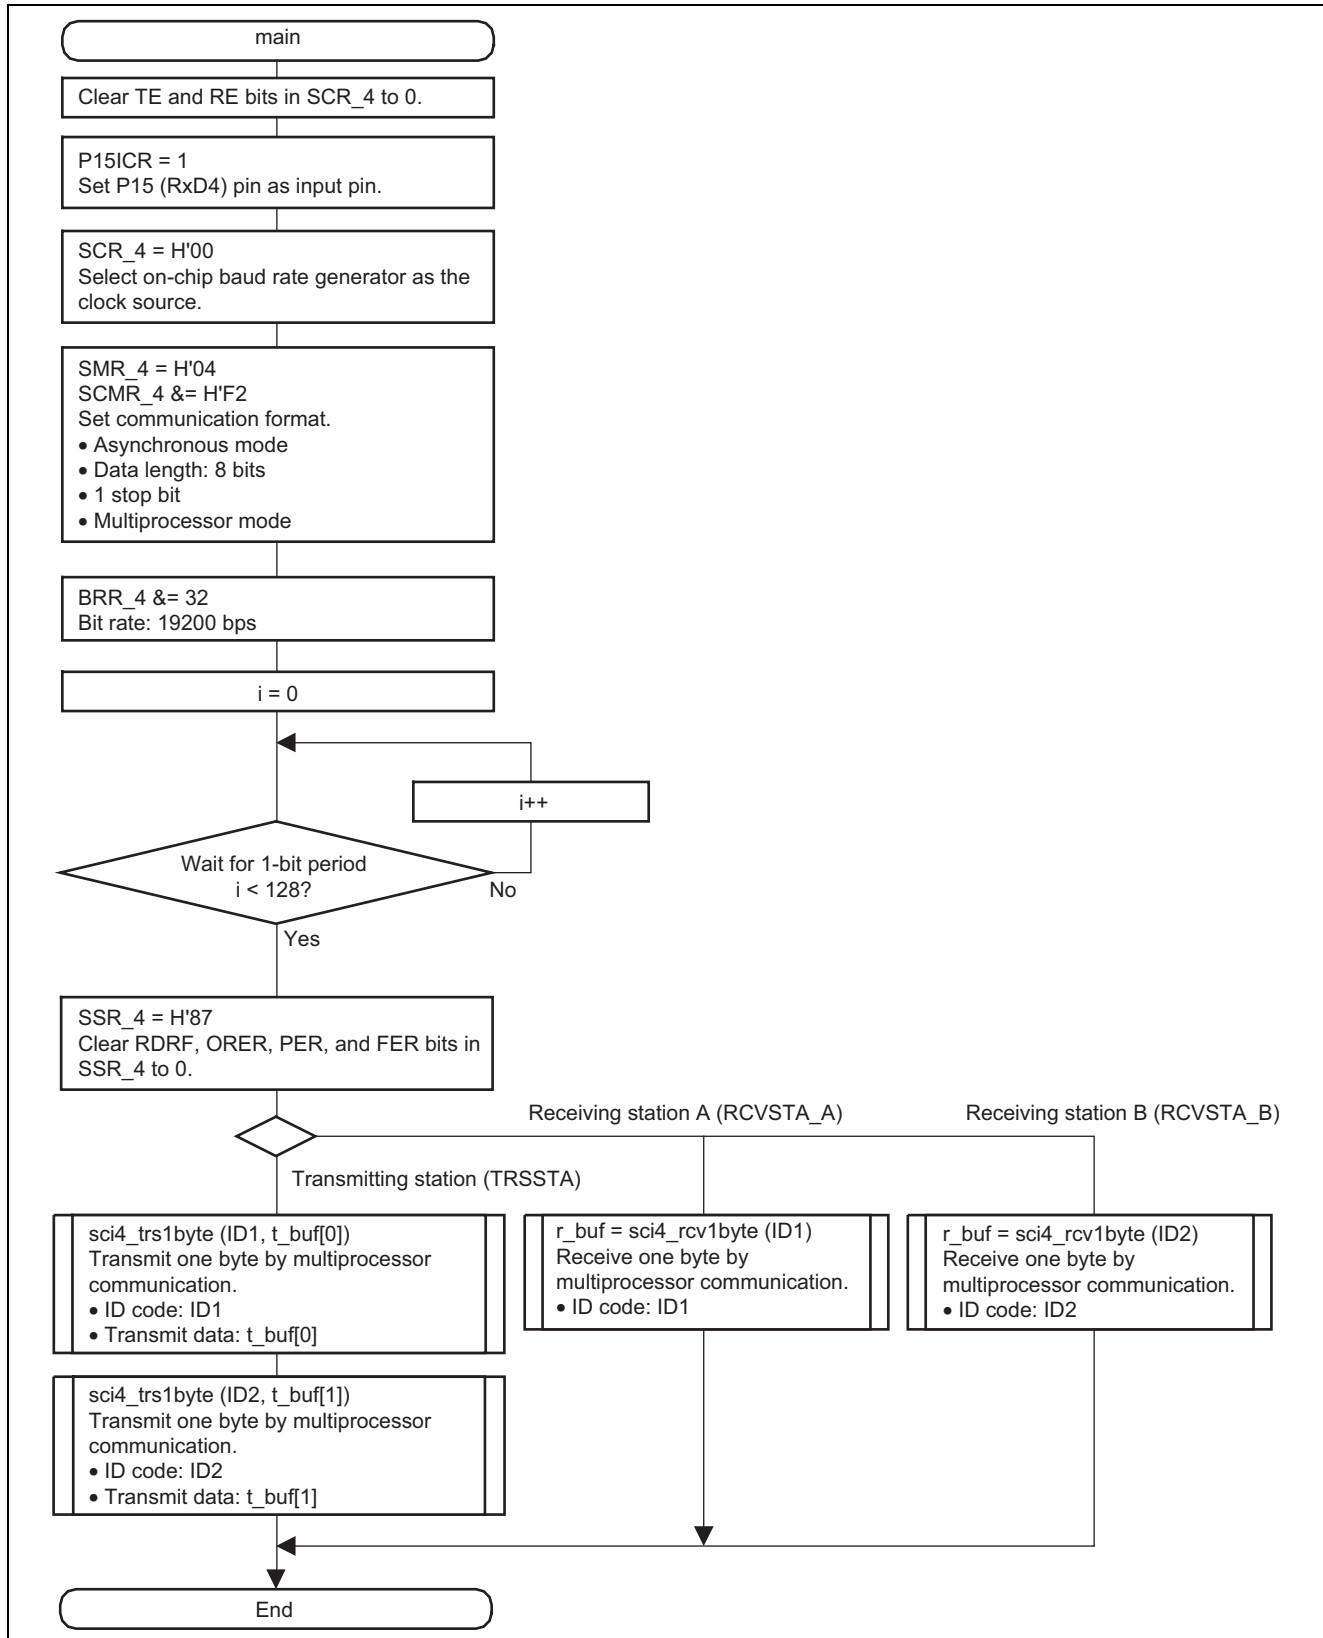 main
Clear TE and RE bits in SCR_4 to 0.
P15ICR = 1
Set P15 (RxD4) pin as input pin.
SCR_4 = H'00
Select on-chip baud rate generator as the
clock source.
SMR_4 = H'04
SCMR_4 &= H'F2
Set communication format.
• Asynchronous mode
• Data length: 8 bits
• 1 stop bit
• Multiprocessor mode
BRR_4 &= 32
Bit rate: 19200 bps
i = 0
i++
Wait for 1-bit period
i < 128?
No
Yes
SSR_4 = H'87
Clear RDRF, ORER, PER, and FER bits in
SSR_4 to 0.
Receiving station A (RCVSTA_A)
Receiving station B (RCVSTA_B)
Transmitting station (TRSSTA)
sci4_trs1byte (ID1, t_buf[0])
Transmit one byte by multiprocessor
communication.
• ID code: ID1
• Transmit data: t_buf[0]
r_buf = sci4_rcv1byte (ID1)
Receive one byte by
multiprocessor communication.
• ID code: ID1
r_buf = sci4_rcv1byte (ID2)
Receive one byte by
multiprocessor communication.
• ID code: ID2
sci4_trs1byte (ID2, t_buf[1])
Transmit one byte by multiprocessor
communication.
• ID code: ID2
• Transmit data: t_buf[1]
End